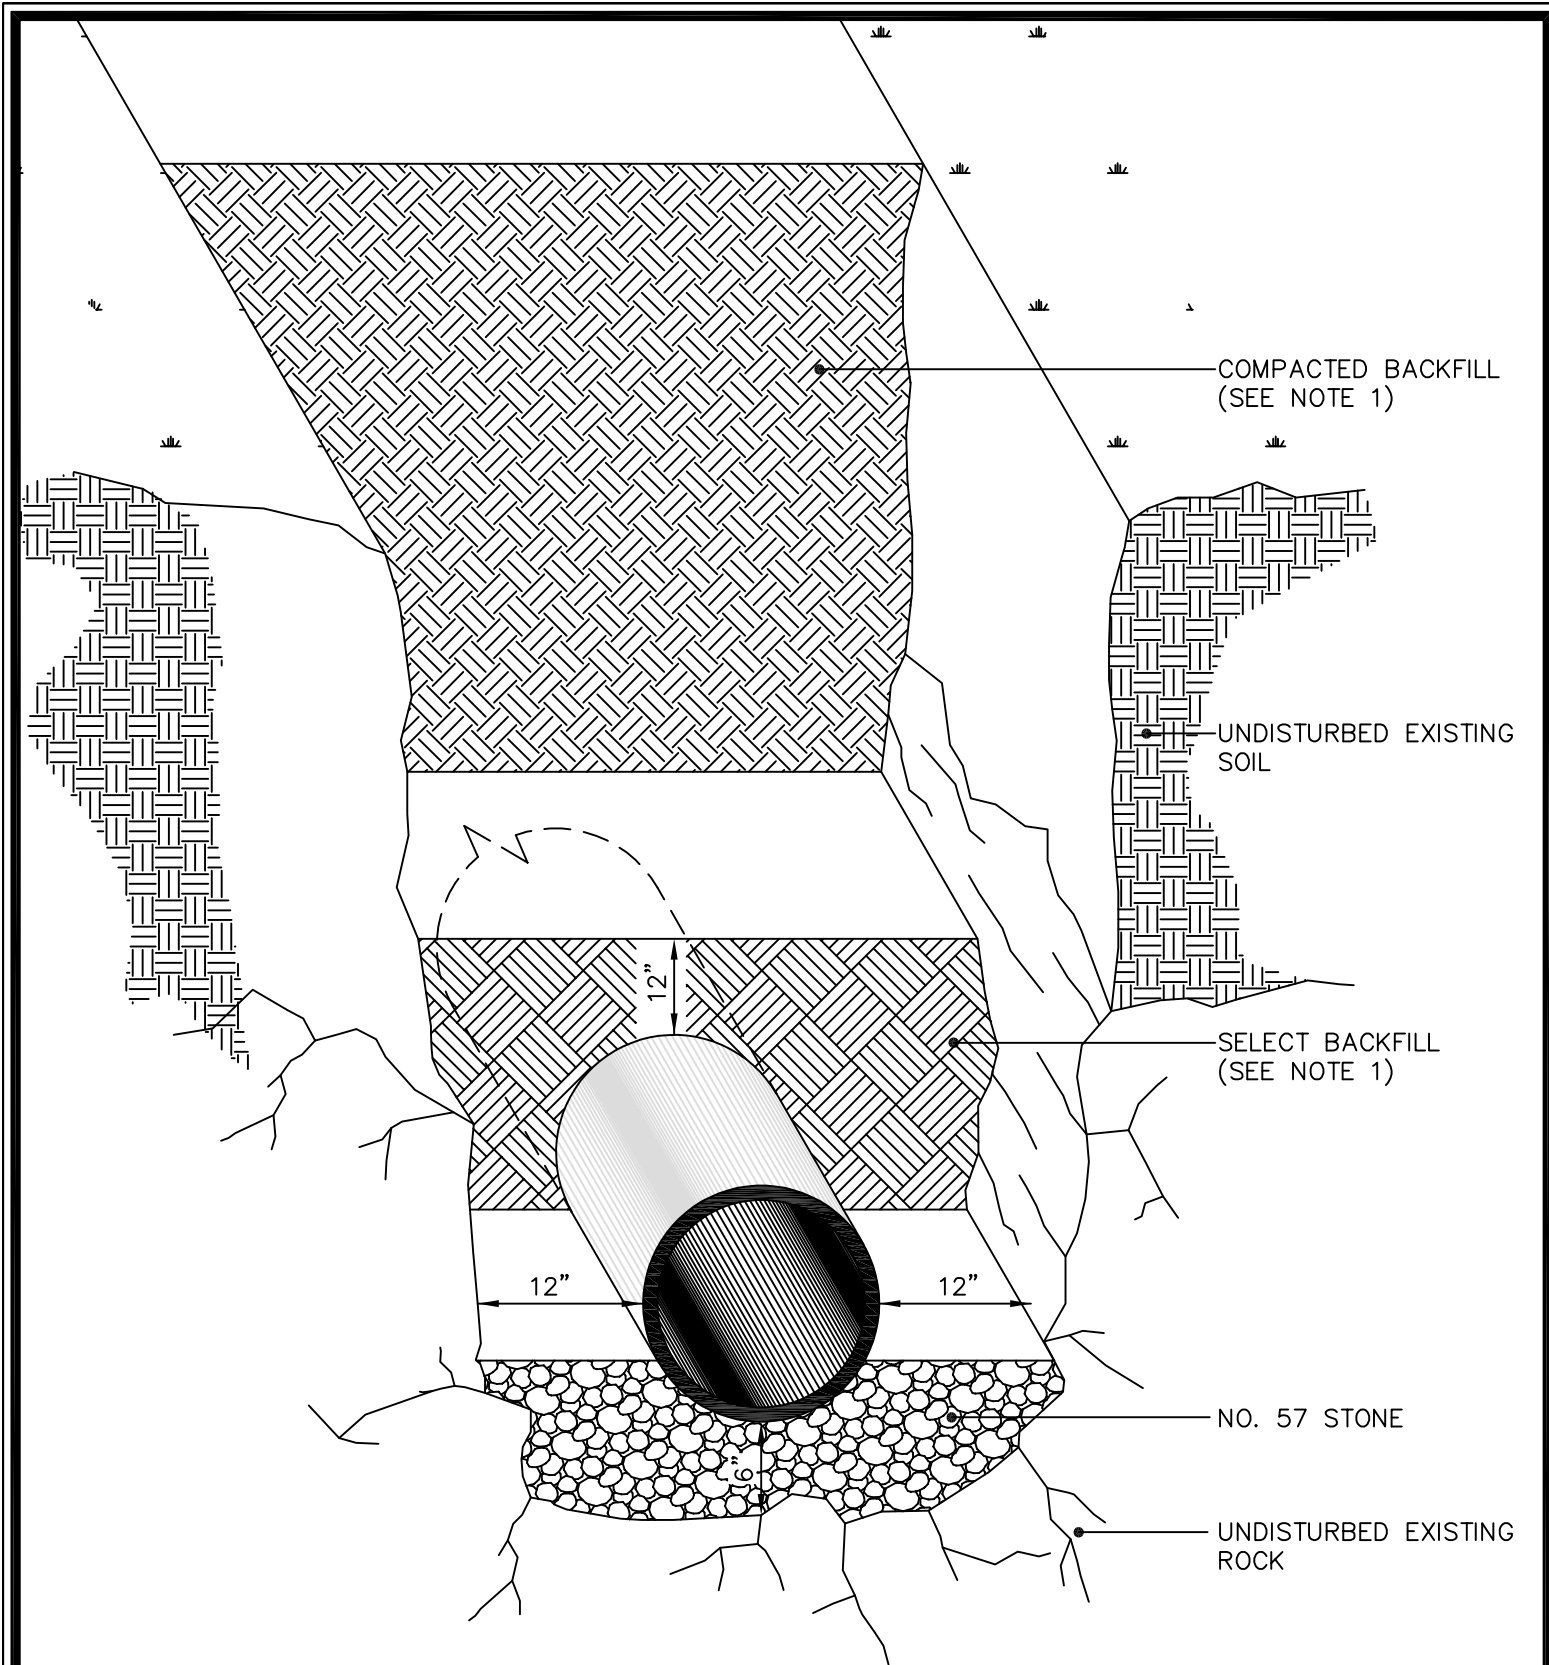 COMPACTED BACKFILL
(SEE NOTE 1)
UNDISTURBED EXISTING
SOIL
12"
SELECT BACKFILL
(SEE NOTE 1)
12"
12"
NO. 57 STONE
6"
UNDISTURBED EXISTING
ROCK